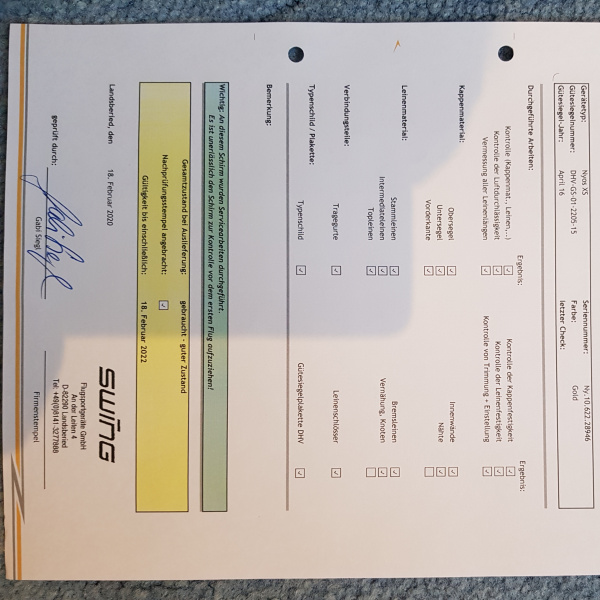 Gerätetyp: Nyos XS Seriennummer: Ny.10.622.28946
Gütesiegelnummer: DHV-GS-01-2205-15 Farbe: Gold
Gütesiegel-Jahr: April 16 letzter Check:
Durchgeführte Arbeiten: Ergebnis: Ergebnis:
Kontrolle (Kappenmat., Leinen,..) Kontrolle der Kappenfestigkeit
Kontrolle der Luftdurchlässigkeit Kontrolle der Leinenfestigkeit
Vermessung aller Leinenlängen Kontrolle von Trimmung + Einstellung
Kappenmaterial: Obersegel Innenwände
Untersegel Nähte
Vorderkante
Leinenmaterial: Stammleinen Bremsleinen
Intermediateleinen Vernähung, Knoten
Topleinen
Verbindungsteile: Tragegurte Leinenschlösser
Typenschild / Plakette: Typenschild Gütesiegelplakette DHV
Bemerkung:
Wichtig: An diesem Schirm wurden Servicearbeiten durchgeführt.
Es ist unerlässlich den Schirm zur Kontrolle vor dem ersten Flug aufzuziehen!
Gesamtzustand bei Auslieferung: gebraucht - guter Zustand
Nachprüfungsstempel angebracht:
Gültigkeit bis einschließlich: 18. Februar 2022
Landsberied, den 18. Februar 2020
SWING
Flugsportgeräte GmbH
An der Leiten 4
D-82290 Landsberied
Tel: +49(0)8141-3277888
geprüft durch: Gabi Siegl Firmenstempel